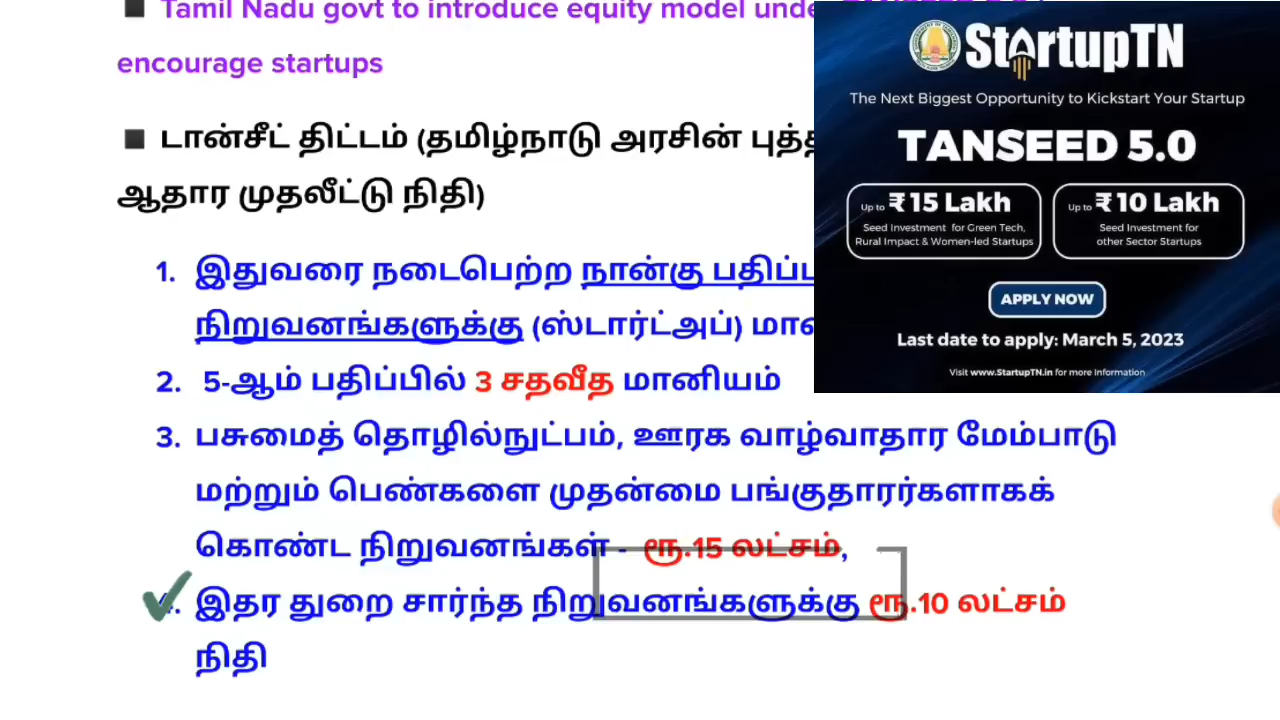 Tamil Nadu govt to introduce equity model
encourage startups
டான்சீட் திட்டம் (தமிழ்நாடு அரசின்
ஆதார முதலீட்டு நிதி)
1. இதுவரை நடைபெற்ற நான்கு
நிறுவனங்களுக்கு (ஸ்டார்ட்அப்)
2. 5-ஆம் பதிப்பில் 3 சதவீத மானியம்
3. பசுமைத் தொழில்நுட்பம், ஊரக வாழ்வாதார மேம்பாடு
மற்றும் பெண்களை முதன்மை பங்குதாரர்களாகக்
கொண்ட நிறுவனங்கள் - ரூ.15 லட்சம்,
இதர துறை சார்ந்த நிறுவனங்களுக்கு ரூ.10 லட்சம்
நிதி
StartupTN
The Next Biggest Opportunity to Kickstart Your Startup
TANSEED 5.0
Up to ₹ 15 Lakh
Seed Investment for Green Tech,
Rural Impact & Women-led Startups
Up to ₹ 10 Lakh
Seed Investment for
other Sector Startups
APPLY NOW
Last date to apply: March 5, 2023
Visit www.StartupTN.in for more Information